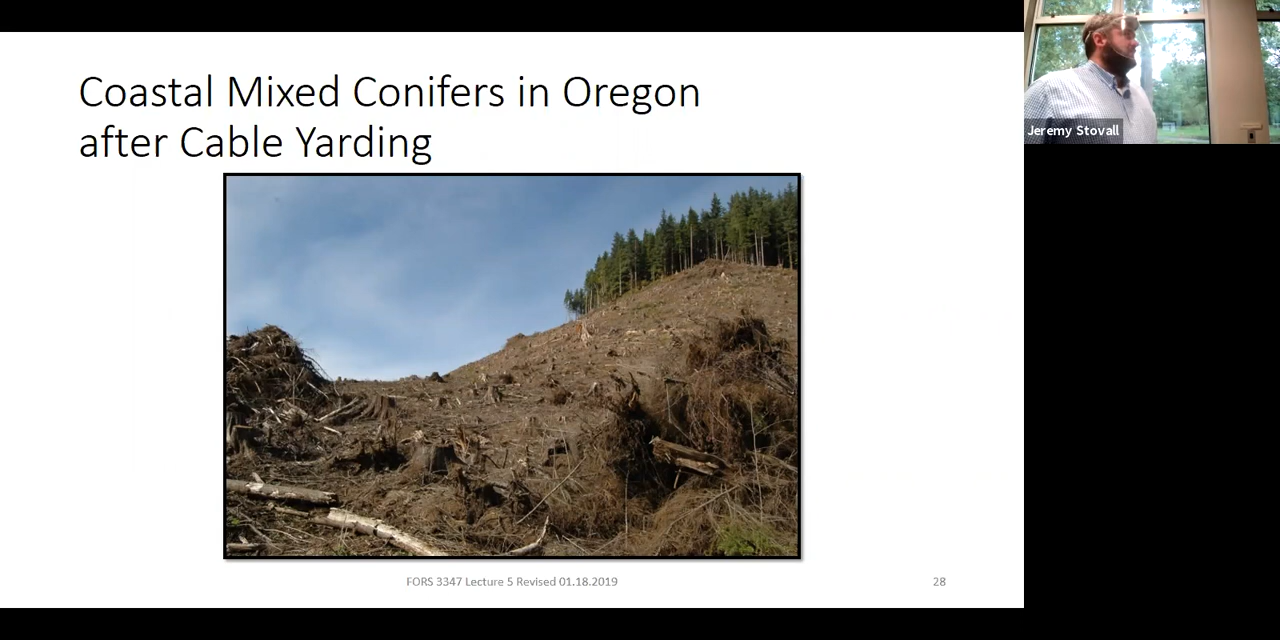 Coastal Mixed Conifers in Oregon
after Cable Yarding
Jeremy Stovall
FORS 3347 Lecture 5 Revised 01.18.2019
28